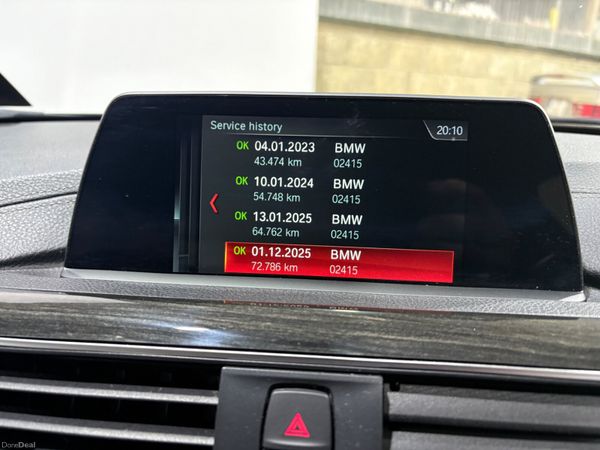 Service history
20:10
OK 04.01.2023 BMW
43.474 km 02415
OK 10.01.2024 BMW
54.748 km 02415
OK 13.01.2025 BMW
64.762 km 02415
OK 01.12.2025 BMW
72.786 km 02415
DoneDeal